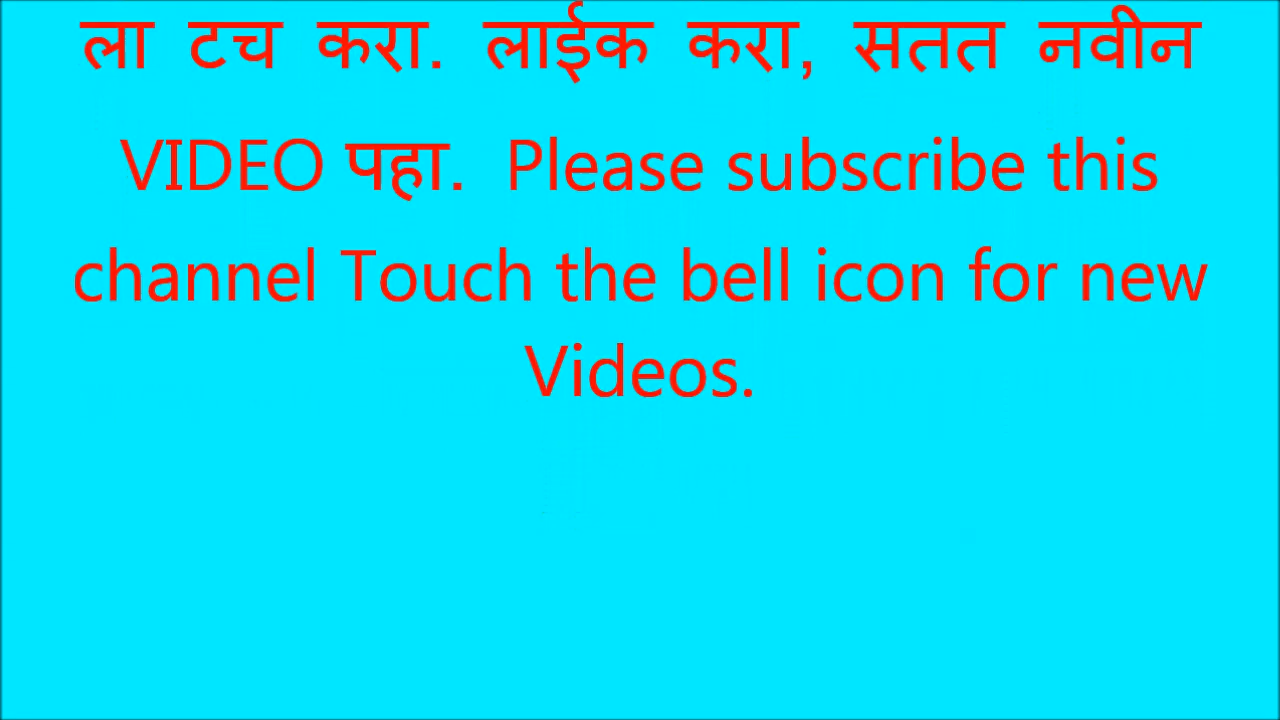 ला टच करा. लाईक करा, सतत नवीन
VIDEO पहा. Please subscribe this
channel Touch the bell icon for new
Videos.